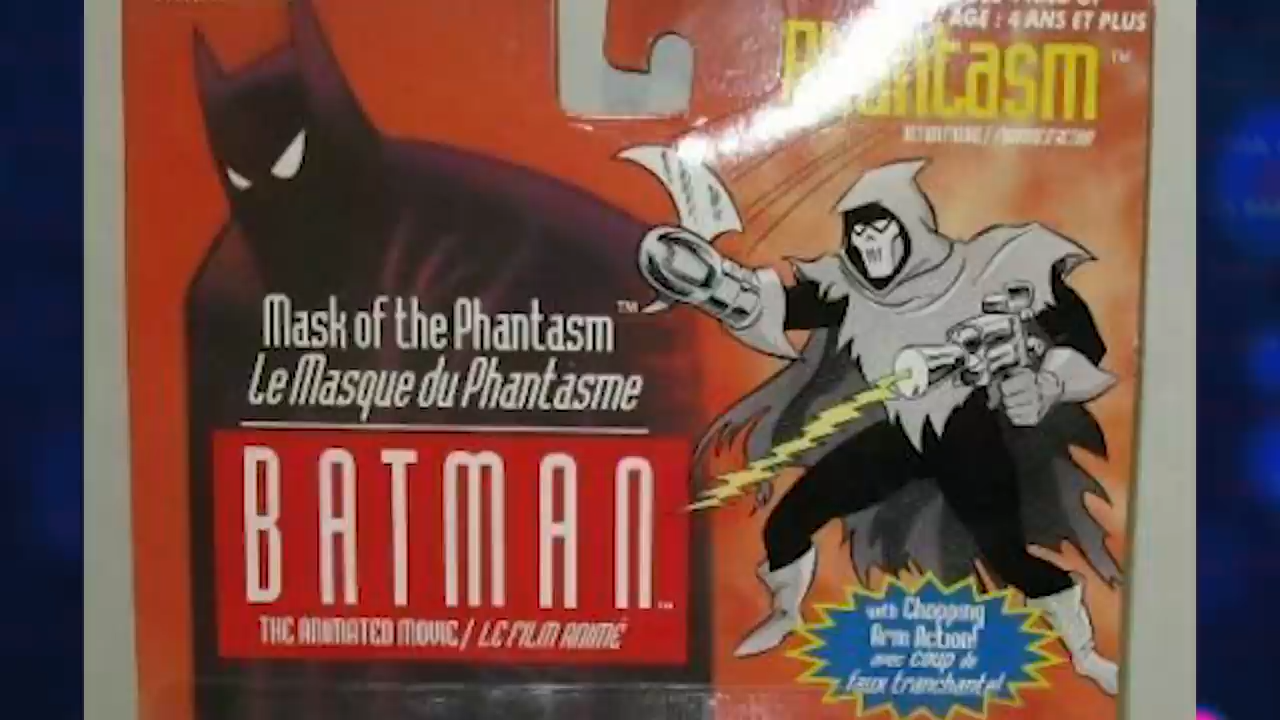 AGE : 4 ANS ET PLUS
Phantasm™
Mask of the Phantasm™
Le Masque du Phantasme
BATMAN™
THE ANIMATED MOVIE / LE FILM ANIMÉ
with Chopping
Arm Action!
avec coup de
faux tranchante!